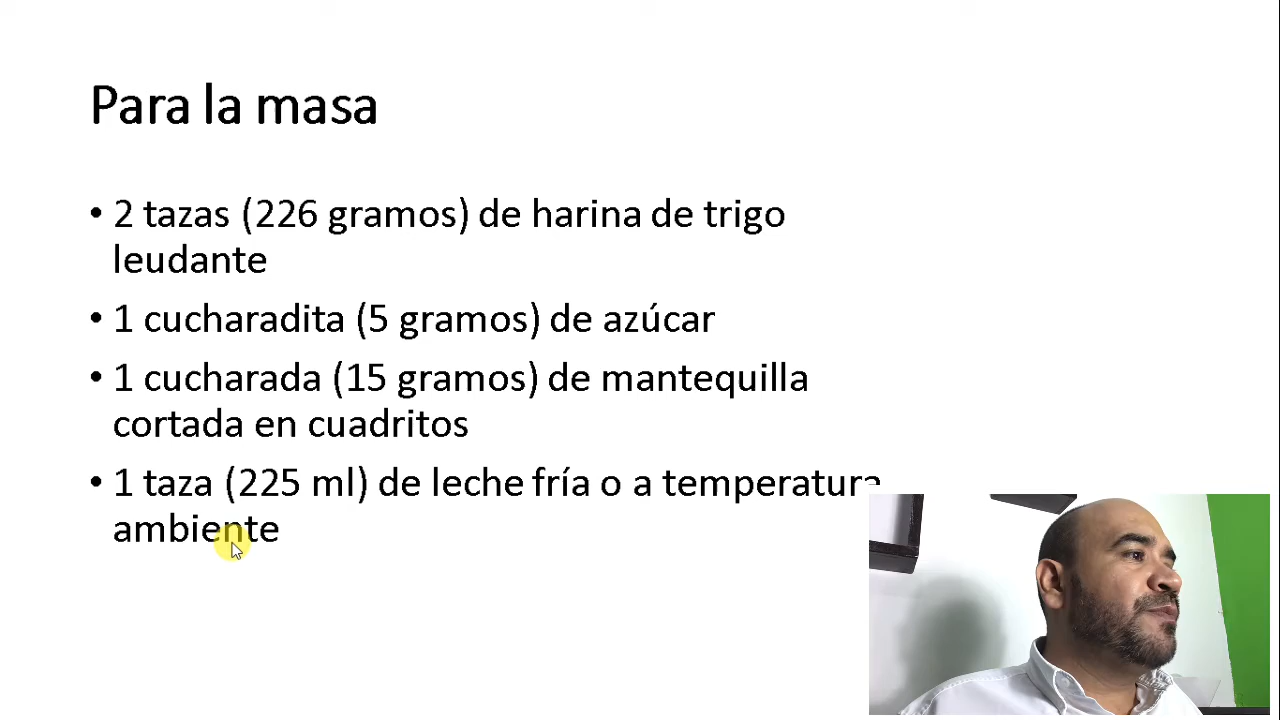 Para la masa
• 2 tazas (226 gramos) de harina de trigo
leudante
• 1 cucharadita (5 gramos) de azúcar
• 1 cucharada (15 gramos) de mantequilla
cortada en cuadritos
• 1 taza (225 ml) de leche fría o a temperatura
ambiente